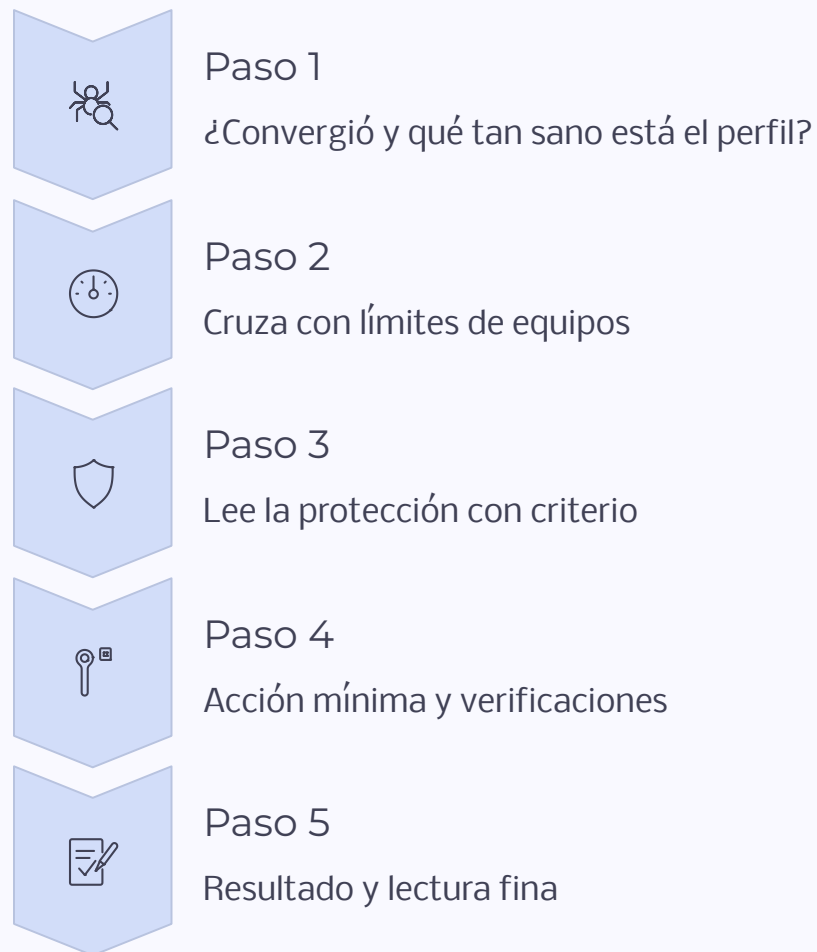 Paso 1
¿Convergió y qué tan sano está el perfil?
Paso 2
Cruza con límites de equipos
Paso 3
Lee la protección con criterio
Paso 4
Acción mínima y verificaciones
Paso 5
Resultado y lectura fina